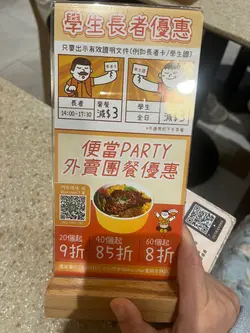 學生長者優惠
只要出示有效證明文件(例如長者卡/學生證)
長者
14:00-17:30
常餐
減$3
學生
全日
減$3
便當PARTY
外賣團餐優惠
20個起
9折
40個起
85折
60個起
8折